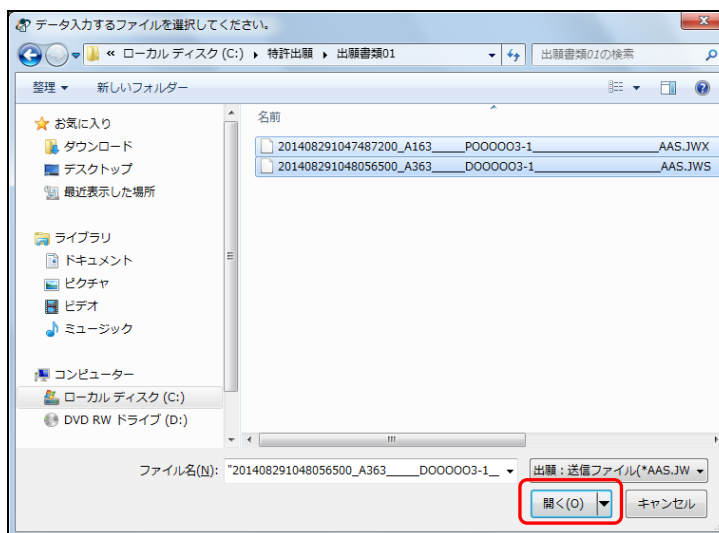 データ入力するファイルを選択してください。
« ローカル ディスク (C:) ▸ 特許出願 ▸ 出願書類01
出願書類01の検索
整理 ▼ 新しいフォルダー
お気に入り
ダウンロード
デスクトップ
最近表示した場所
ライブラリ
ドキュメント
ピクチャ
ビデオ
ミュージック
コンピューター
ローカル ディスク (C:)
DVD RW ドライブ (D:)
名前
201408291047487200_A163_____POOOOO3-1______________AAS.JWX
201408291048056500_A363_____DOOOOO3-1______________AAS.JWS
ファイル名(N): "201408291048056500_A363_____DOOOOO3-1__
出願：送信ファイル(*AAS.JW
開く(O)
キャンセル